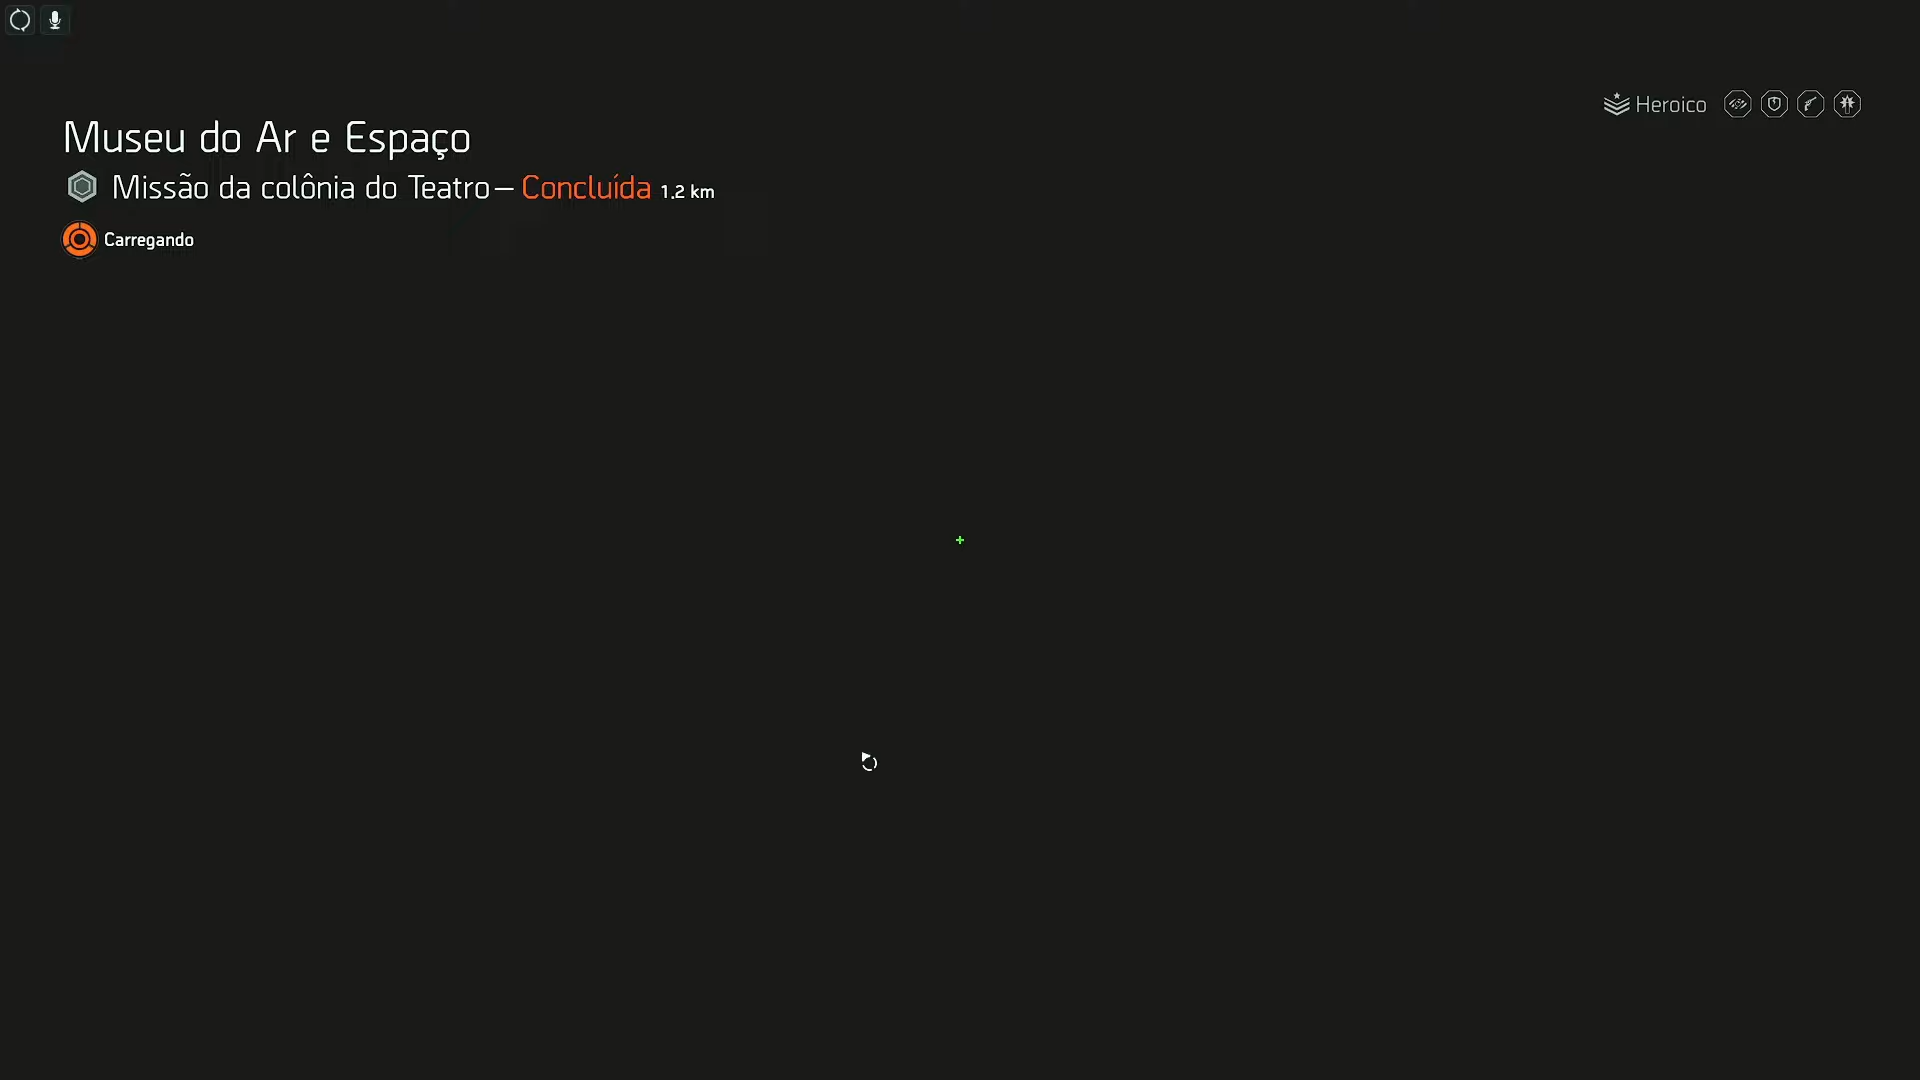 Heroico
Museu do Ar e Espaço
Missão da colônia do Teatro— Concluída 1.2 km
Carregando